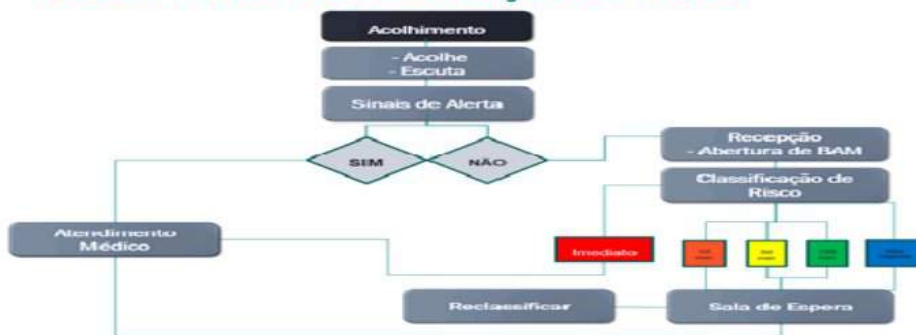 Acolhimento
- Acolhe
- Escuta
Sinais de Alerta
SIM
NÃO
Recepção
- Abertura de BAM
Classificação de
Risco
Atendimento
Médico
Imediato
Reclassificar
Sala de Espera